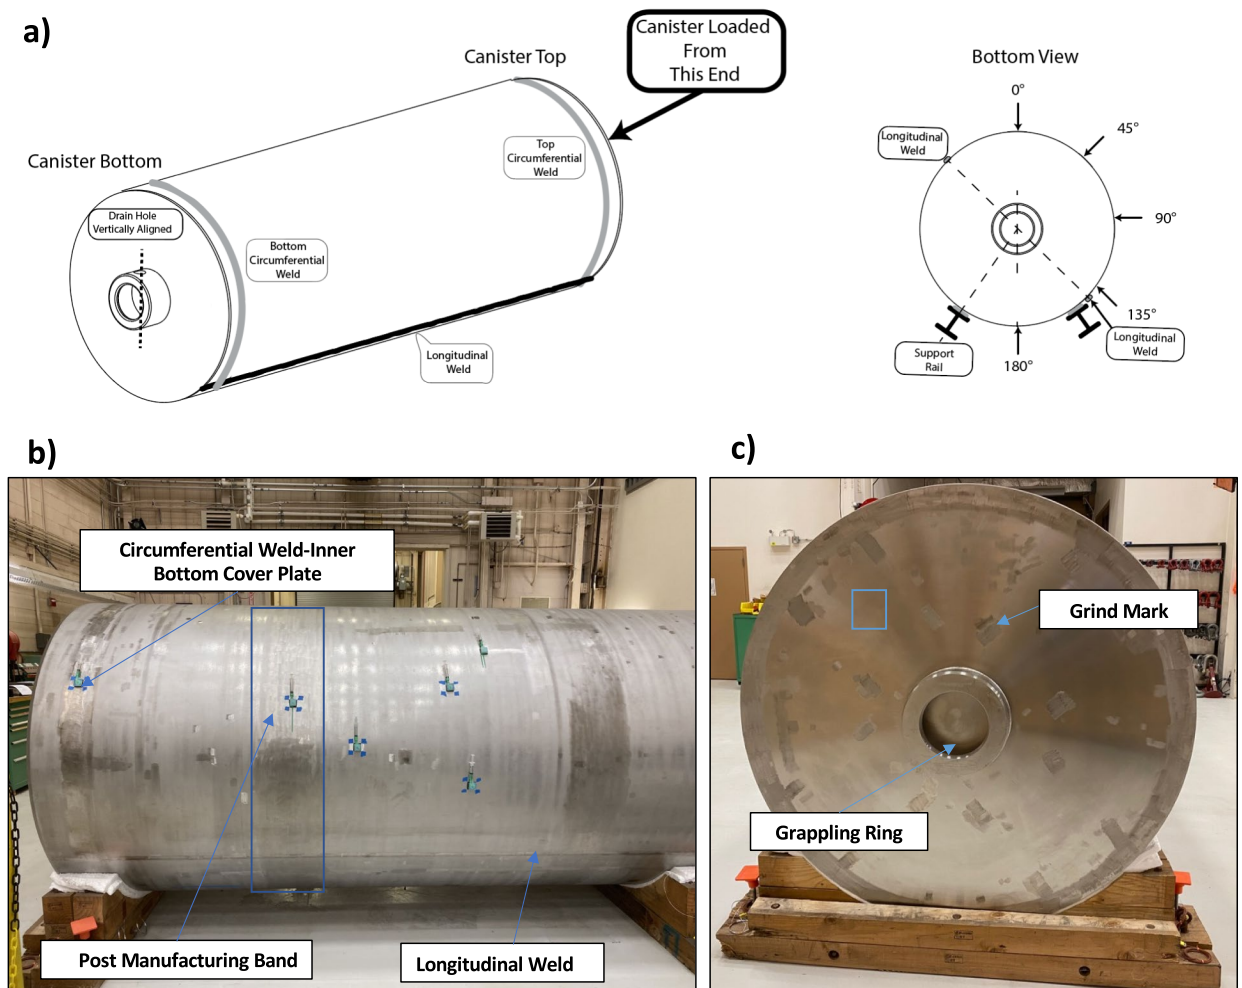 a)
Canister Top
Canister Loaded
From
This End
Bottom View
0°
45°
Longitudinal
Weld
Top
Circumferential
Weld
Canister Bottom
Drain Hole
Vertically Aligned
Bottom
Circumferential
Weld
90°
135°
Longitudinal
Weld
Support
Rail
180°
Longitudinal
Weld
b)
c)
Circumferential Weld-Inner
Bottom Cover Plate
Grind Mark
Grappling Ring
Post Manufacturing Band
Longitudinal Weld